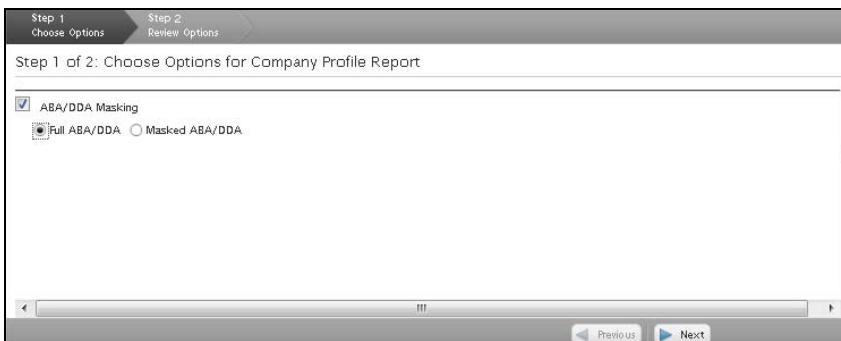 Step 1 Step 2
Choose Options Review Options
Step 1 of 2: Choose Options for Company Profile Report
ABA/DDA Masking
Full ABA/DDA Masked ABA/DDA
Previous Next